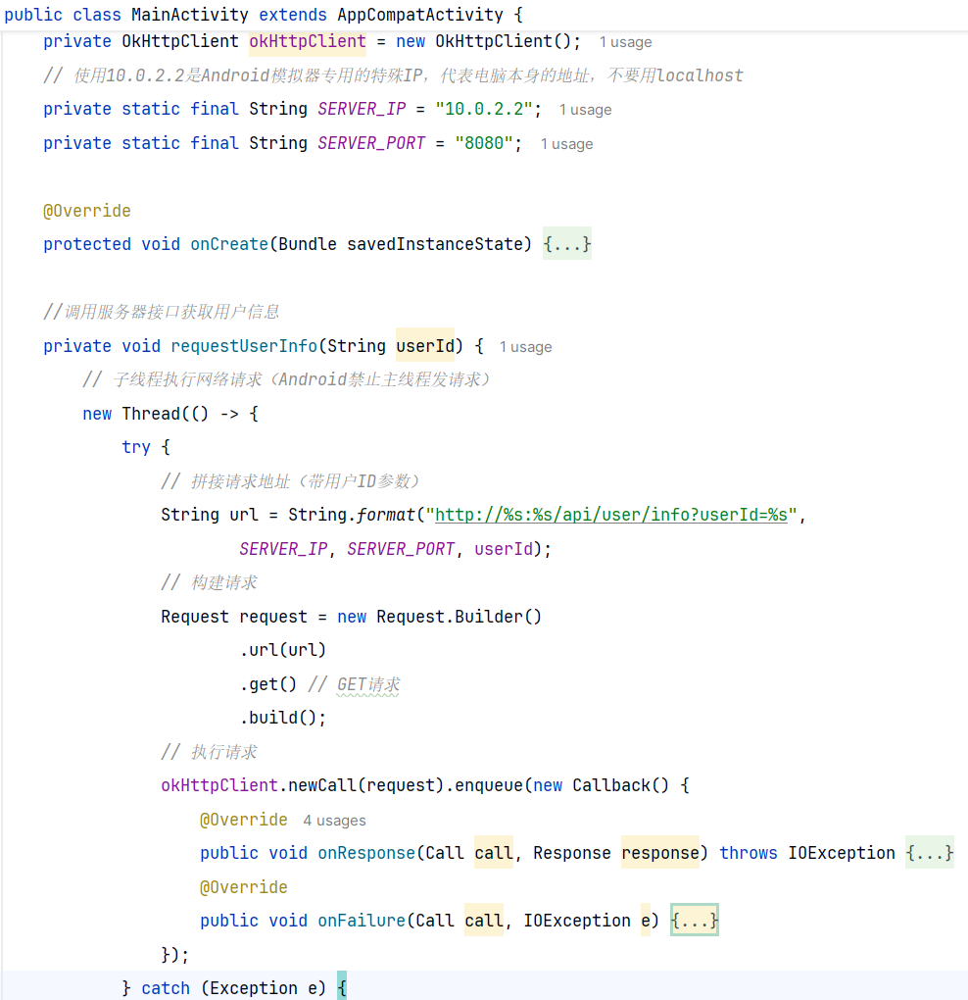 public class MainActivity extends AppCompatActivity {
    private OkHttpClient okHttpClient = new OkHttpClient();  1 usage
    // 使用10.0.2.2是Android模拟器专用的特殊IP，代表电脑本身的地址，不要用localhost
    private static final String SERVER_IP = "10.0.2.2";  1 usage
    private static final String SERVER_PORT = "8080";  1 usage
    @Override
    protected void onCreate(Bundle savedInstanceState) {...}
    //调用服务器接口获取用户信息
    private void requestUserInfo(String userId) {  1 usage
        // 子线程执行网络请求（Android禁止主线程发请求）
        new Thread(() -> {
            try {
                // 拼接请求地址（带用户ID参数）
                String url = String.format("http://%s:%s/api/user/info?userId=%s",
                        SERVER_IP, SERVER_PORT, userId);
                // 构建请求
                Request request = new Request.Builder()
                        .url(url)
                        .get() // GET请求
                        .build();
                // 执行请求
                okHttpClient.newCall(request).enqueue(new Callback() {
                    @Override  4 usages
                    public void onResponse(Call call, Response response) throws IOException {...}
                    @Override
                    public void onFailure(Call call, IOException e) {...}
                });
            } catch (Exception e) {